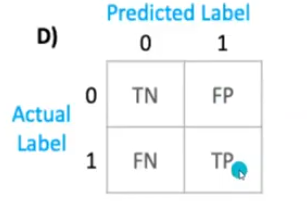 Predicted Label
D)
0 1
0 TN FP
Actual
Label
1 FN TP